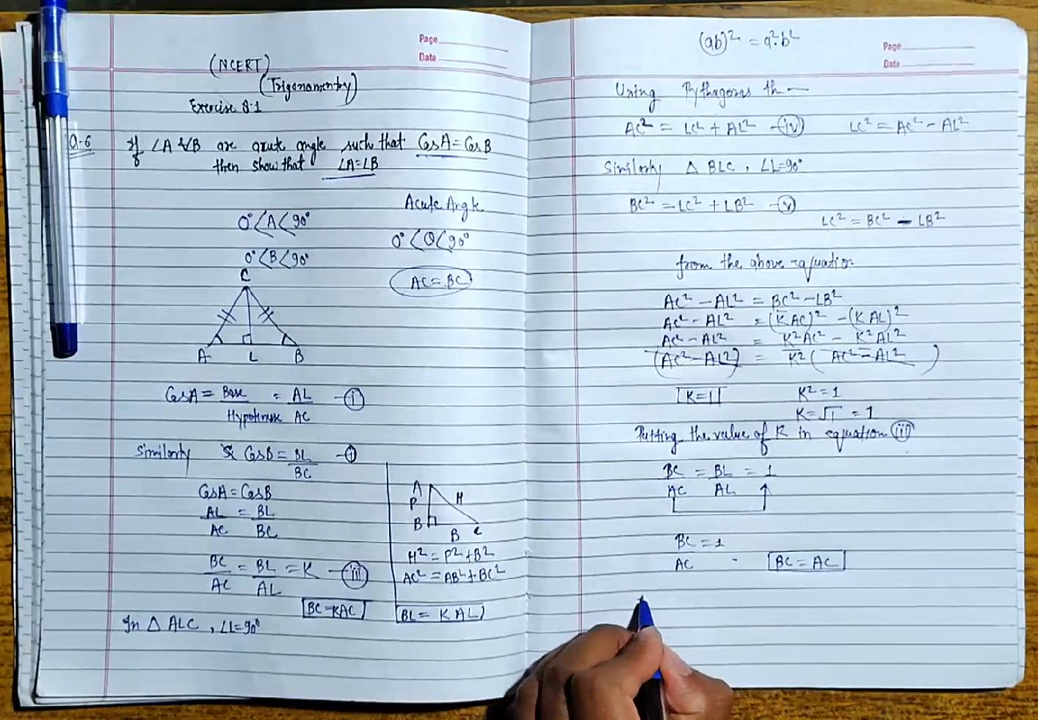 Page
Date
(NCERT)
(Trigonomentry)
Exercise 8.1
Q-6 If ∠A & ∠B are acute angle such that CosA = CosB
then show that ∠A=∠B
Acute Angle
0°<A<90°
0°<θ<90°
0°<B<90°
AC = BC
C
A L B
CosA = Base/Hypotenuse = AL/AC -(i)
Similarly & CosB = BL/BC -(i)
CosA = CosB
AL/AC = BL/BC
BC/AC = BL/AL = K -(iii)
BC = KAC
BL = KAL
In △ ALC, ∠L=90°
A
P H
B B C
H² = P² + B²
AC² = AB² + BC²
(ab)² = a².b²
Page
Date
Using Pythagoras th -
AC² = LC² + AL² -(iv) LC² = AC² - AL²
Similarly △ BLC, ∠L=90°
BC² = LC² + LB² -(v)
LC² = BC² - LB²
from the above equation
AC² - AL² = BC² - LB²
AC² - AL² = (KAC)² - (KAL)²
AC² - AL² = K²AC² - K²AL²
(AC² - AL²) = K²(AC² - AL²)
K=1 K² = 1
K = √1 = 1
Putting the value of K in equation (iii)
BC/AC = BL/AL = 1
BC/AC = 1
BC = AC